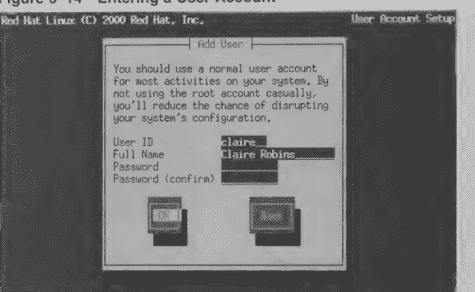 Figure 3-14 Entering a User Account
Red Hat Linux (C) 2000 Red Hat, Inc. User Account Setup
Add User
You should use a normal user account
for most activities on your system. By
not using the root account casually,
you'll reduce the chance of disrupting
your system's configuration.
User ID claire
Full Name Claire Robins
Password
Password (confirm)
OK Back